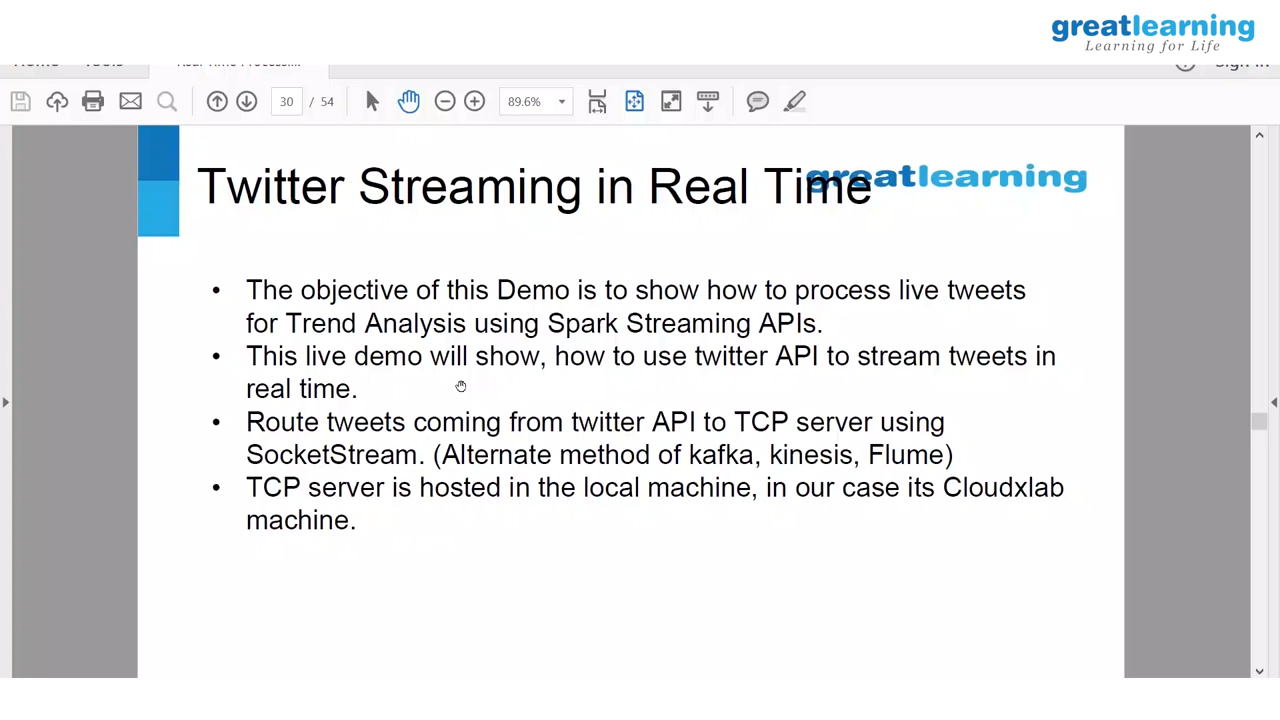 greatlearning
Learning for Life
30 / 54
89.6%
Twitter Streaming in Real Time
greatlearning
• The objective of this Demo is to show how to process live tweets
for Trend Analysis using Spark Streaming APIs.
• This live demo will show, how to use twitter API to stream tweets in
real time.
• Route tweets coming from twitter API to TCP server using
SocketStream. (Alternate method of kafka, kinesis, Flume)
• TCP server is hosted in the local machine, in our case its Cloudxlab
machine.